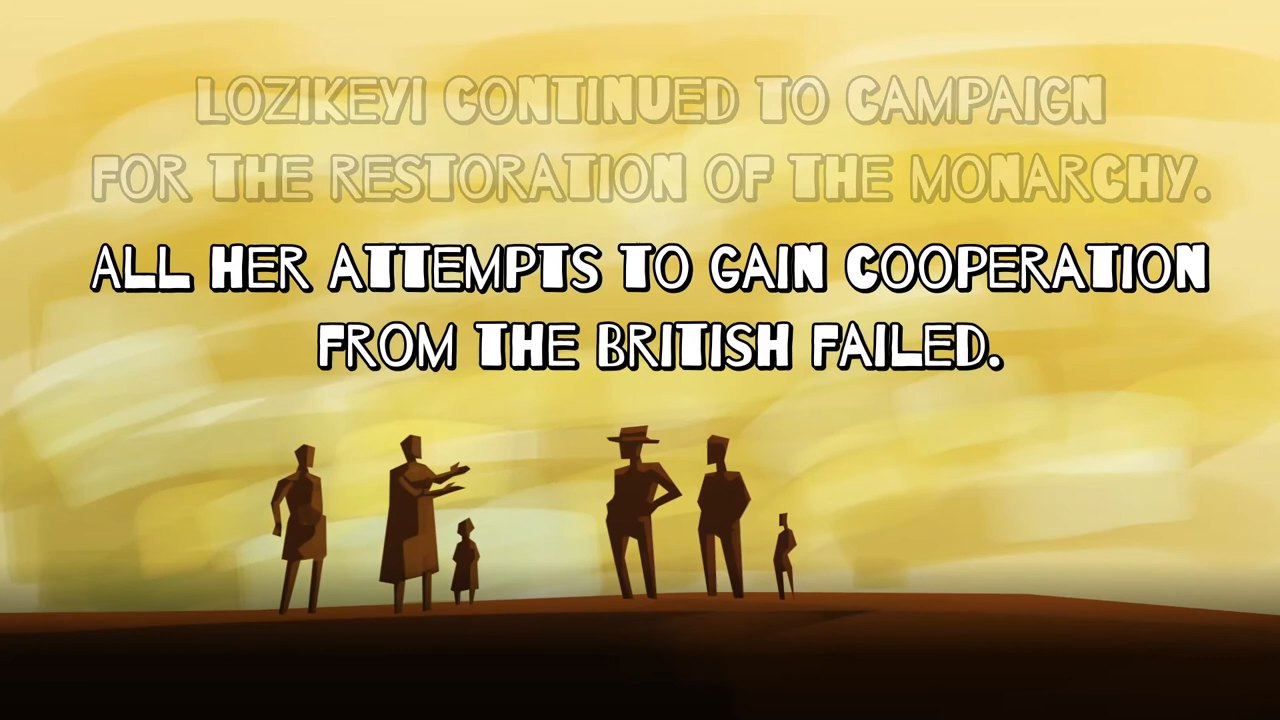 LOZIKEYI CONTINUED TO CAMPAIGN
FOR THE RESTORATION OF THE MONARCHY.
ALL HER ATTEMPTS TO GAIN COOPERATION
FROM THE BRITISH FAILED.